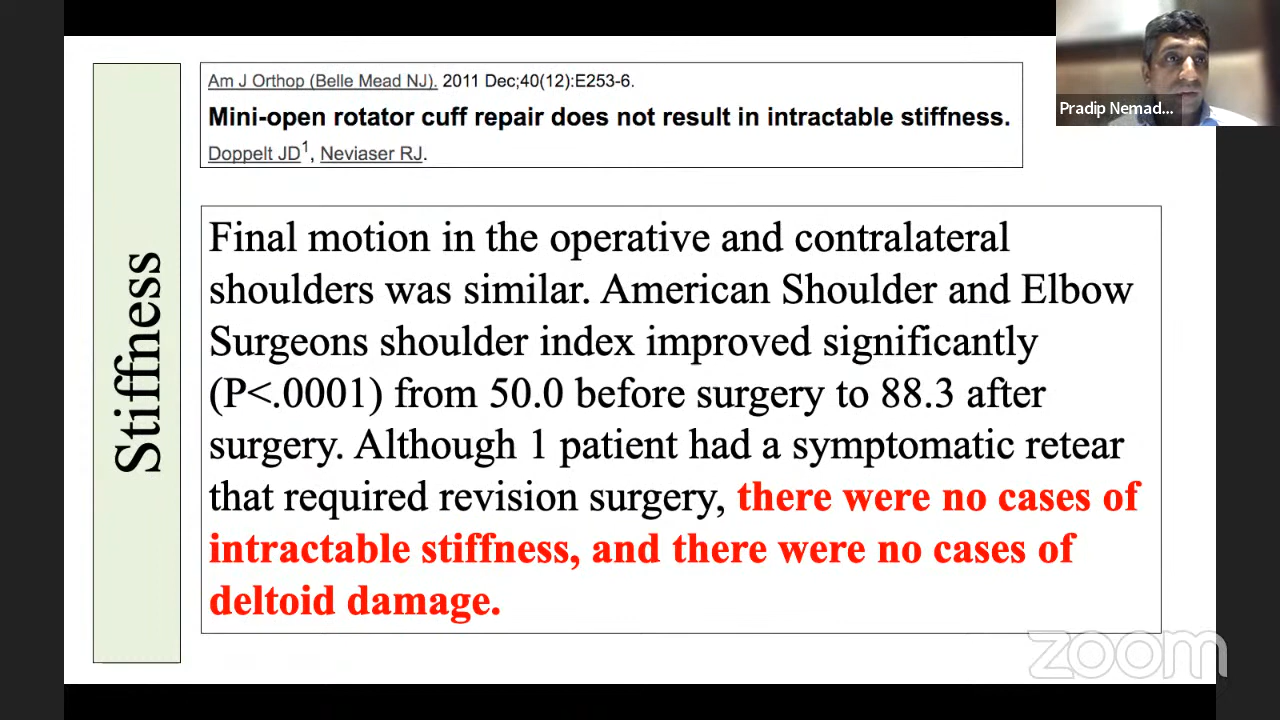 Am J Orthop (Belle Mead NJ). 2011 Dec;40(12):E253-6.
Mini-open rotator cuff repair does not result in intractable stiffness.
Doppelt JD1, Neviaser RJ.
Pradip Nemad...
Stiffness
Final motion in the operative and contralateral
shoulders was similar. American Shoulder and Elbow
Surgeons shoulder index improved significantly
(P<.0001) from 50.0 before surgery to 88.3 after
surgery. Although 1 patient had a symptomatic retear
that required revision surgery, there were no cases of
intractable stiffness, and there were no cases of
deltoid damage.
zoom